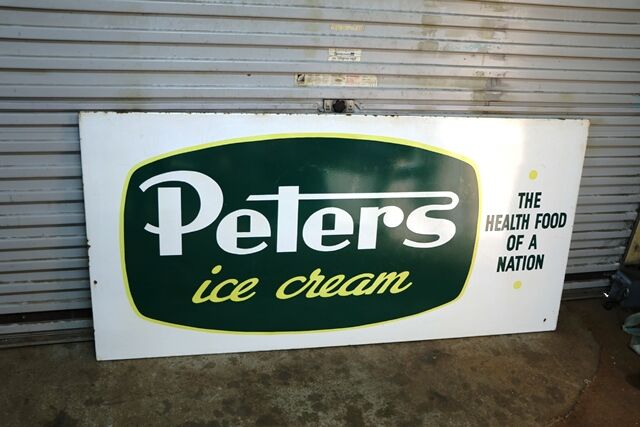 Peters
ice cream
THE
HEALTH FOOD
OF A
NATION